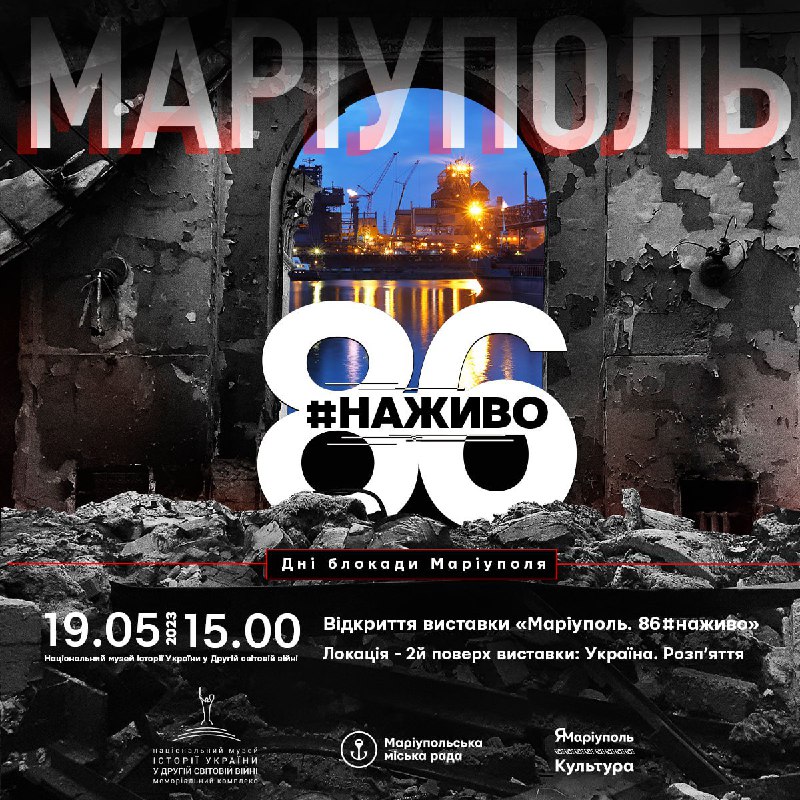 МАРІУПОЛЬ
86
#НАЖИВО
Дні блокади Маріуполя
19.05 2023 15.00
Національний музей історії України у Другій світовій війні
Відкриття виставки «Маріуполь. 86#наживо»
Локація - 2й поверх виставки: Україна. Розп’яття
національний музей
ІСТОРІЇ УКРАЇНИ
У ДРУГІЙ СВІТОВІЙ ВІЙНІ
меморіальний комплекс
Маріупольська
міська рада
ЯМаріуполь
Культура